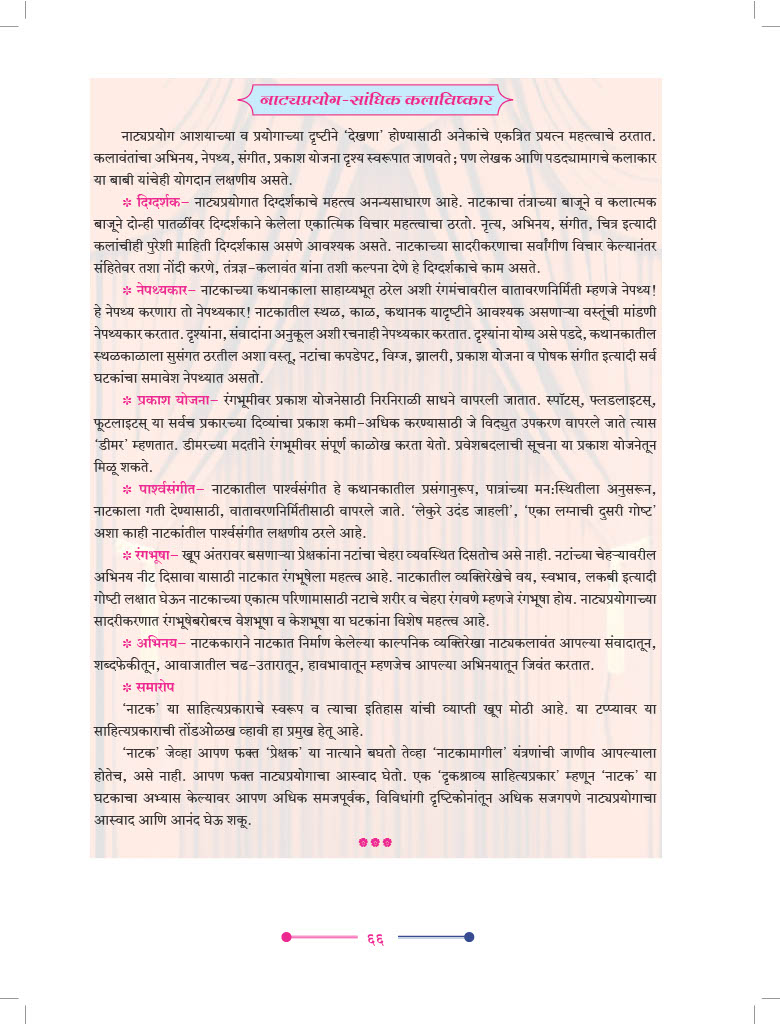 नाट्यप्रयोग-सांघिक कलाविष्कार
नाट्यप्रयोग आशयाच्या व प्रयोगाच्या दृष्टीने ‘देखणा’ होण्यासाठी अनेकांचे एकत्रित प्रयत्न महत्त्वाचे ठरतात.
कलावंतांचा अभिनय, नेपथ्य, संगीत, प्रकाश योजना दृश्य स्वरूपात जाणवते; पण लेखक आणि पडद्यामागचे कलाकार
या बाबी यांचेही योगदान लक्षणीय असते.
❊ दिग्दर्शक– नाट्यप्रयोगात दिग्दर्शकाचे महत्त्व अनन्यसाधारण आहे. नाटकाचा तंत्राच्या बाजूने व कलात्मक
बाजूने दोन्ही पातळींवर दिग्दर्शकाने केलेला एकात्मिक विचार महत्वाचा ठरतो. नृत्य, अभिनय, संगीत, चित्र इत्यादी
कलांचीही पुरेशी माहिती दिग्दर्शकास असणे आवश्यक असते. नाटकाच्या सादरीकरणाचा सर्वांगीण विचार केल्यानंतर
संहितेवर तशा नोंदी करणे, तंत्रज्ञ–कलावंत यांना तशी कल्पना देणे हे दिग्दर्शकाचे काम असते.
❊ नेपथ्यकार– नाटकाच्या कथानकाला साहाय्यभूत ठरेल अशी रंगमंचावरील वातावरणनिर्मिती म्हणजे नेपथ्य!
हे नेपथ्य करणारा तो नेपथ्यकार! नाटकातील स्थळ, काळ, कथानक यादृष्टीने आवश्यक असणाऱ्या वस्तूंची मांडणी
नेपथ्यकार करतात. दृश्यांना, संवादांना अनुकूल अशी रचनाही नेपथ्यकार करतात. दृश्यांना योग्य असे पडदे, कथानकातील
स्थळकाळाला सुसंगत ठरतील अशा वस्तू, नटांचा कपडेपट, विग्ज, झालरी, प्रकाश योजना व पोषक संगीत इत्यादी सर्व
घटकांचा समावेश नेपथ्यात असतो.
❊ प्रकाश योजना– रंगभूमीवर प्रकाश योजनेसाठी निरनिराळी साधने वापरली जातात. स्पॉटस्, फ्लडलाइटस्,
फूटलाइटस् या सर्वच प्रकारच्या दिव्यांचा प्रकाश कमी–अधिक करण्यासाठी जे विद्युत उपकरण वापरले जाते त्यास
‘डीमर’ म्हणतात. डीमरच्या मदतीने रंगभूमीवर संपूर्ण काळोख करता येतो. प्रवेशबदलाची सूचना या प्रकाश योजनेतून
मिळू शकते.
❊ पार्श्वसंगीत– नाटकातील पार्श्वसंगीत हे कथानकातील प्रसंगानुरूप, पात्रांच्या मन:स्थितीला अनुसरून,
नाटकाला गती देण्यासाठी, वातावरणनिर्मितीसाठी वापरले जाते. ‘लेकुरे उदंड जाहली’, ‘एका लग्नाची दुसरी गोष्ट’
अशा काही नाटकांतील पार्श्वसंगीत लक्षणीय ठरले आहे.
❊ रंगभूषा– खूप अंतरावर बसणाऱ्या प्रेक्षकांना नटांचा चेहरा व्यवस्थित दिसतोच असे नाही. नटांच्या चेहऱ्यावरील
अभिनय नीट दिसावा यासाठी नाटकात रंगभूषेला महत्त्व आहे. नाटकातील व्यक्तिरेखेचे वय, स्वभाव, लकबी इत्यादी
गोष्टी लक्षात घेऊन नाटकाच्या एकात्म परिणामासाठी नटाचे शरीर व चेहरा रंगवणे म्हणजे रंगभूषा होय. नाट्यप्रयोगाच्या
सादरीकरणात रंगभूषेबरोबरच वेशभूषा व केशभूषा या घटकांना विशेष महत्त्व आहे.
❊ अभिनय– नाटककाराने नाटकात निर्माण केलेल्या काल्पनिक व्यक्तिरेखा नाट्यकलावंत आपल्या संवादातून,
शब्दफेकीतून, आवाजातील चढ–उतारातून, हावभावातून म्हणजेच आपल्या अभिनयातून जिवंत करतात.
❊ समारोप
‘नाटक’ या साहित्यप्रकाराचे स्वरूप व त्याचा इतिहास यांची व्याप्ती खूप मोठी आहे. या टप्प्यावर या
साहित्यप्रकाराची तोंडओळख व्हावी हा प्रमुख हेतू आहे.
‘नाटक’ जेव्हा आपण फक्त ‘प्रेक्षक’ या नात्याने बघतो तेव्हा ‘नाटकामागील’ यंत्रणांची जाणीव आपल्याला
होतेच, असे नाही. आपण फक्त नाट्यप्रयोगाचा आस्वाद घेतो. एक ‘दृकश्राव्य साहित्यप्रकार’ म्हणून ‘नाटक’ या
घटकाचा अभ्यास केल्यावर आपण अधिक समजपूर्वक, विविधांगी दृष्टिकोनांतून अधिक सजगपणे नाट्यप्रयोगाचा
आस्वाद आणि आनंद घेऊ शकू.
६६